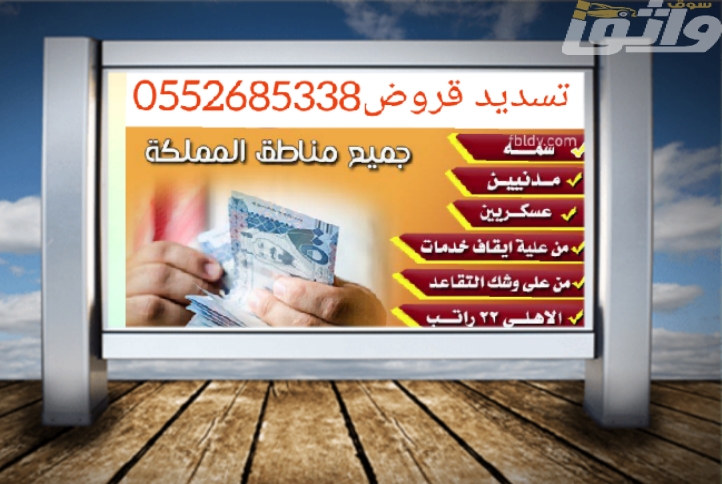 سوق
واثق
تسديد قروض0552685338
fbldy.com
جميع مناطق المملكة
سمه
مدنيين
عسكريين
من علية ايقاف خدمات
من على وشك التقاعد
الاهلى ٢٢ راتب